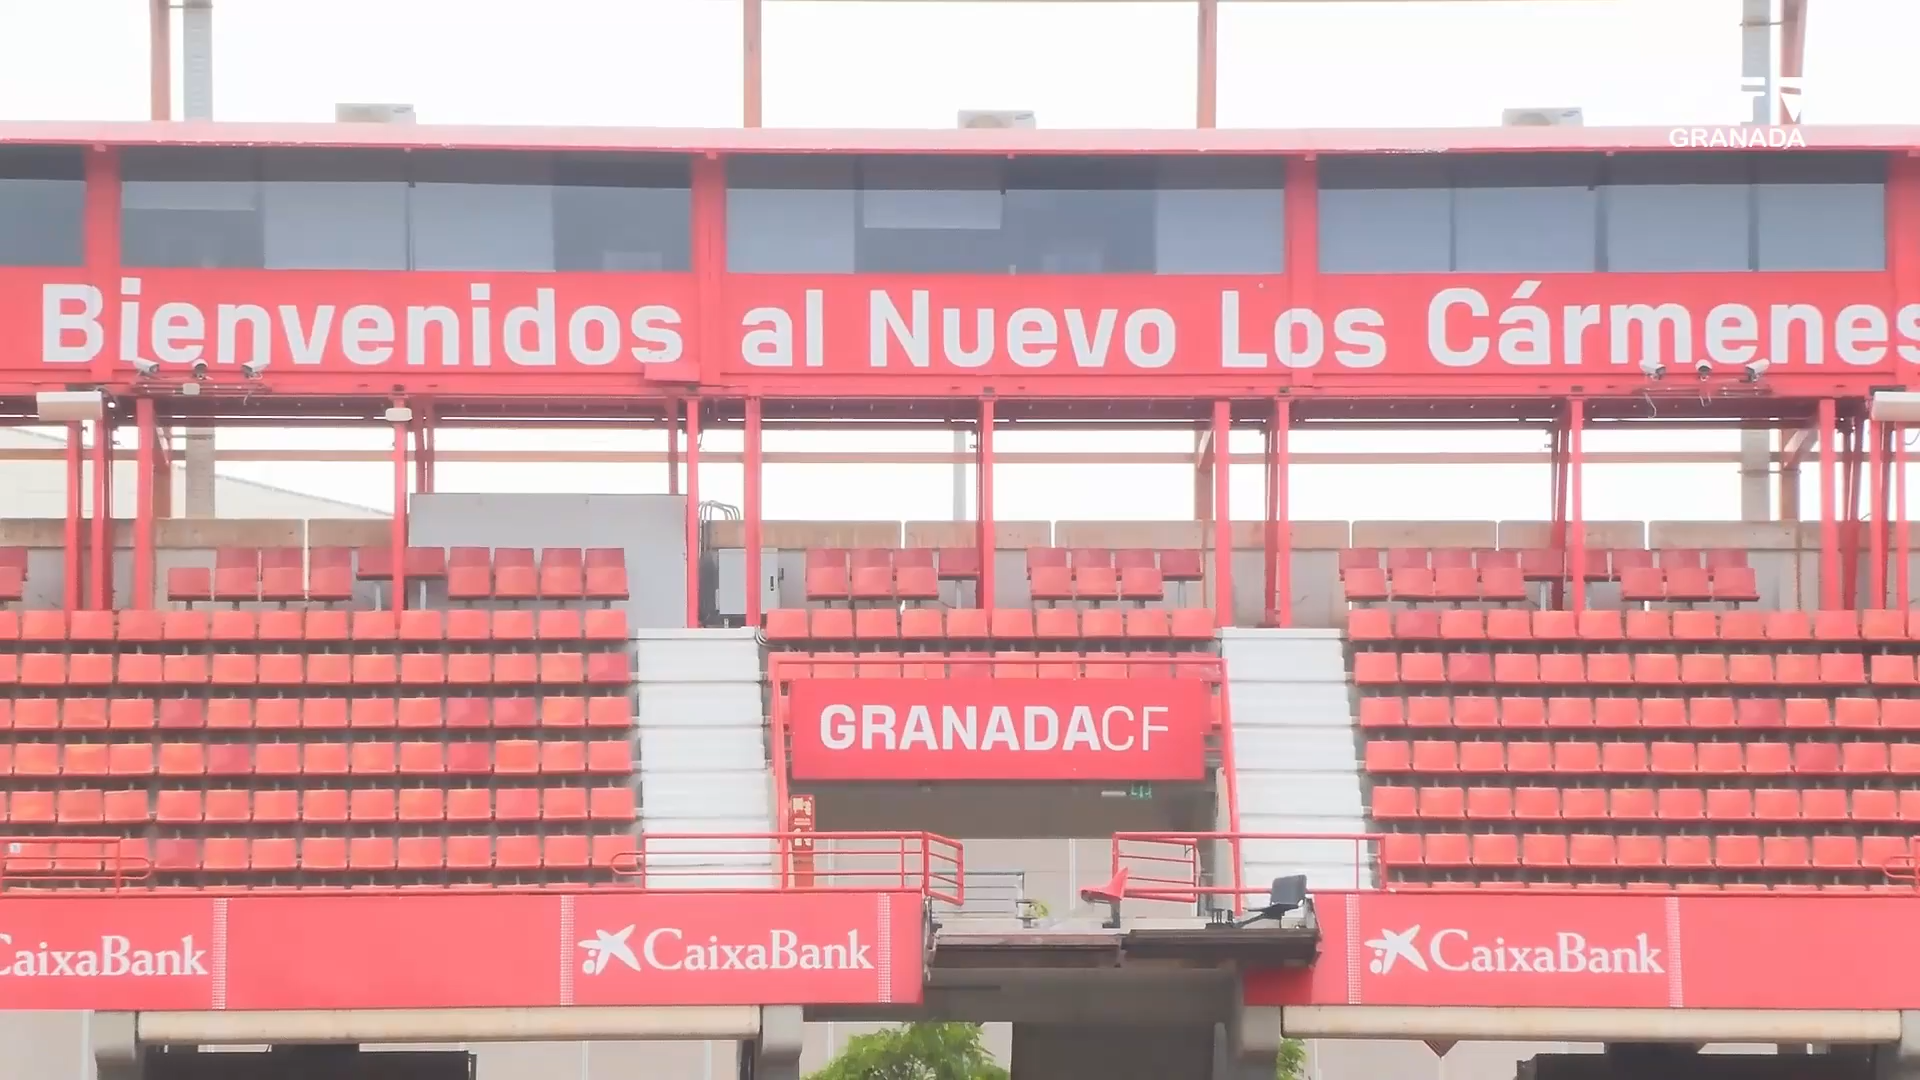 GRANADA
Bienvenidos al Nuevo Los Cármenes
GRANADACF
CaixaBank
CaixaBank
CaixaBank